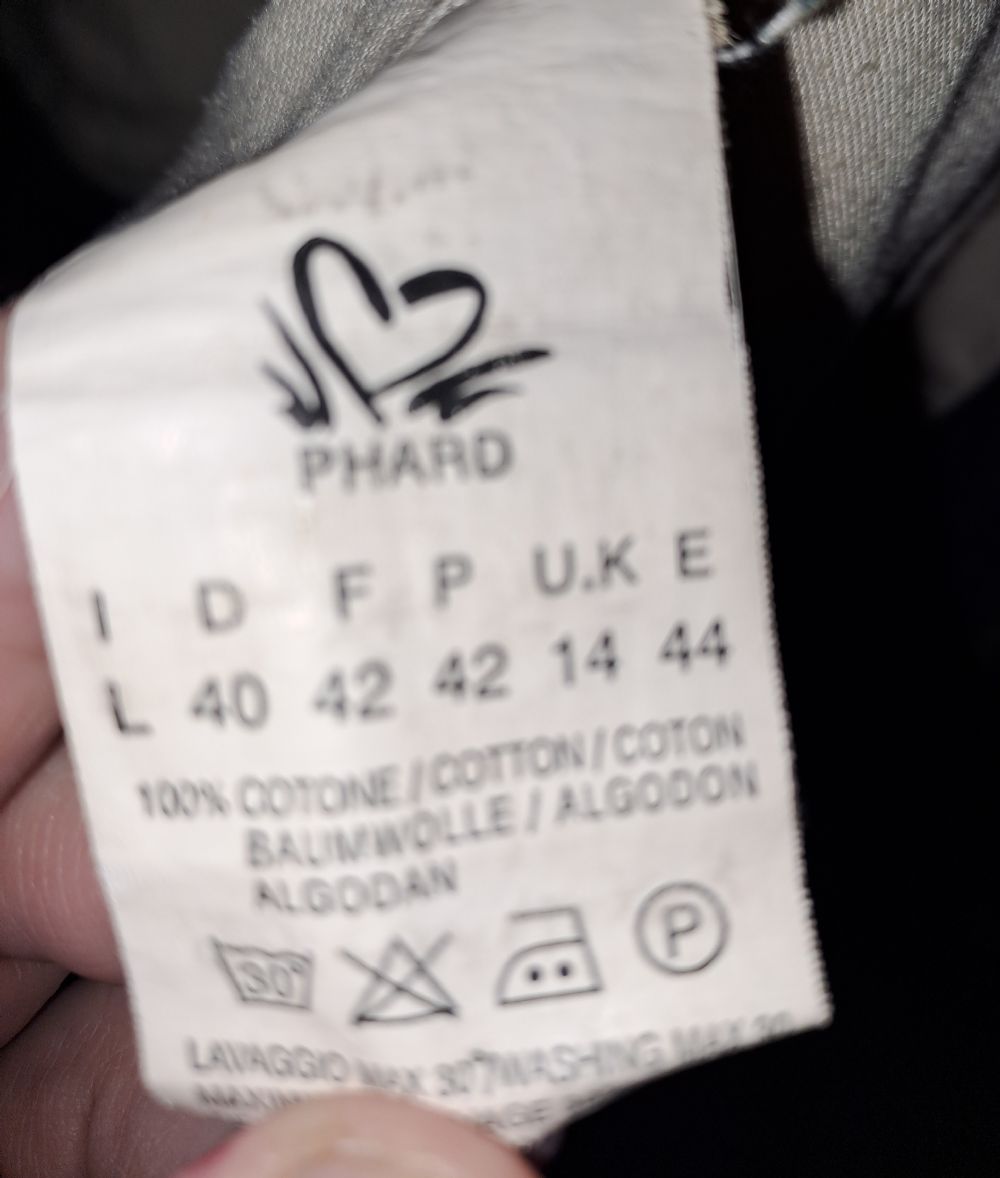 PHARD
I D F P U.K E
L 40 42 42 14 44
100% COTONE / COTTON / COTON
BAUMWOLLE / ALGODON
ALGODAN
30°
P
LAVAGGIO MAX 30°/WASHING MAX 30